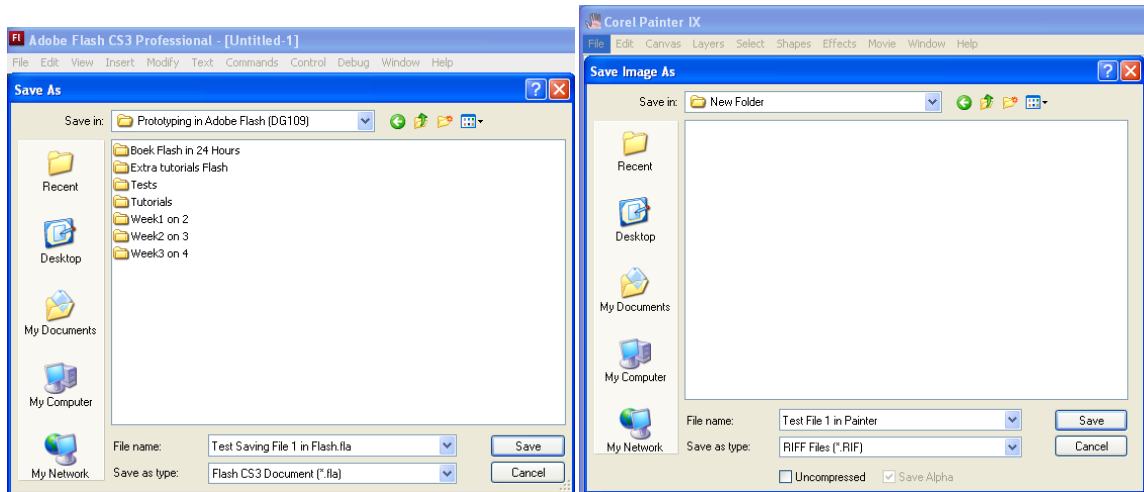 Fl Adobe Flash CS3 Professional - [Untitled-1]
File Edit View Insert Modify Text Commands Control Debug Window Help
Save As
Save in: Prototyping in Adobe Flash (DG109)
Boek Flash in 24 Hours
Extra tutorials Flash
Tests
Tutorials
Week1 on 2
Week2 on 3
Week3 on 4
Recent
Desktop
My Documents
My Computer
My Network
File name: Test Saving File 1 in Flash.fla Save
Save as type: Flash CS3 Document (*.fla) Cancel
Corel Painter IX
File Edit Canvas Layers Select Shapes Effects Movie Window Help
Save Image As
Save in: New Folder
Recent
Desktop
My Documents
My Computer
My Network
File name: Test File 1 in Painter Save
Save as type: RIFF Files (*.RIF) Cancel
Uncompressed Save Alpha